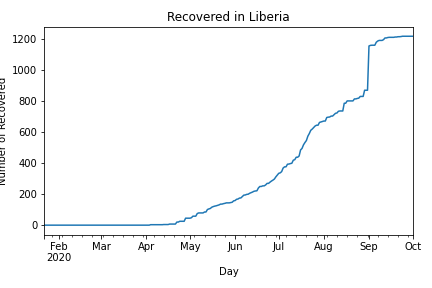 Recovered in Liberia
Number of Recovered
1200
1000
800
600
400
200
0
Feb Mar Apr May Jun Jul Aug Sep Oct
2020
Day